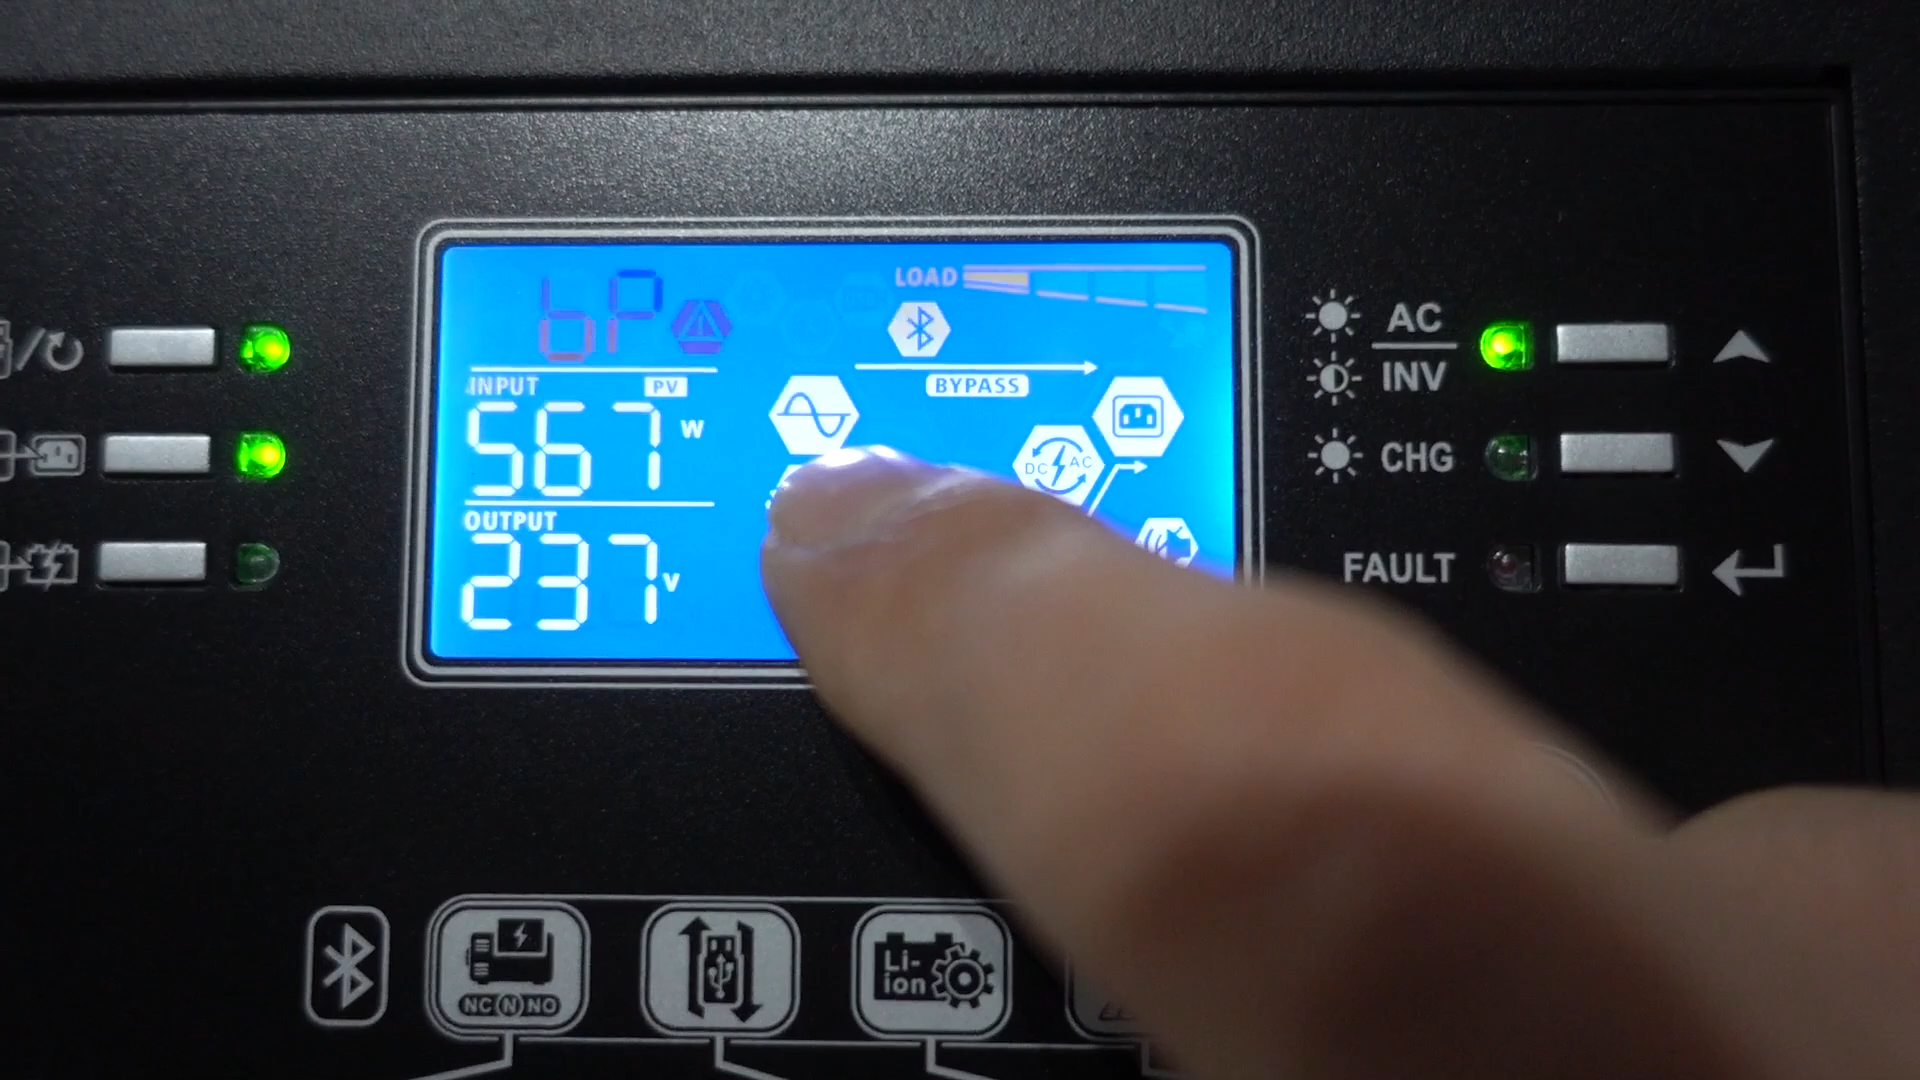 bP
LOAD
INPUT PV
567 W
BYPASS
DC AC
OUTPUT
237 V
AC
INV
CHG
FAULT
NC N NO
Li-
ion